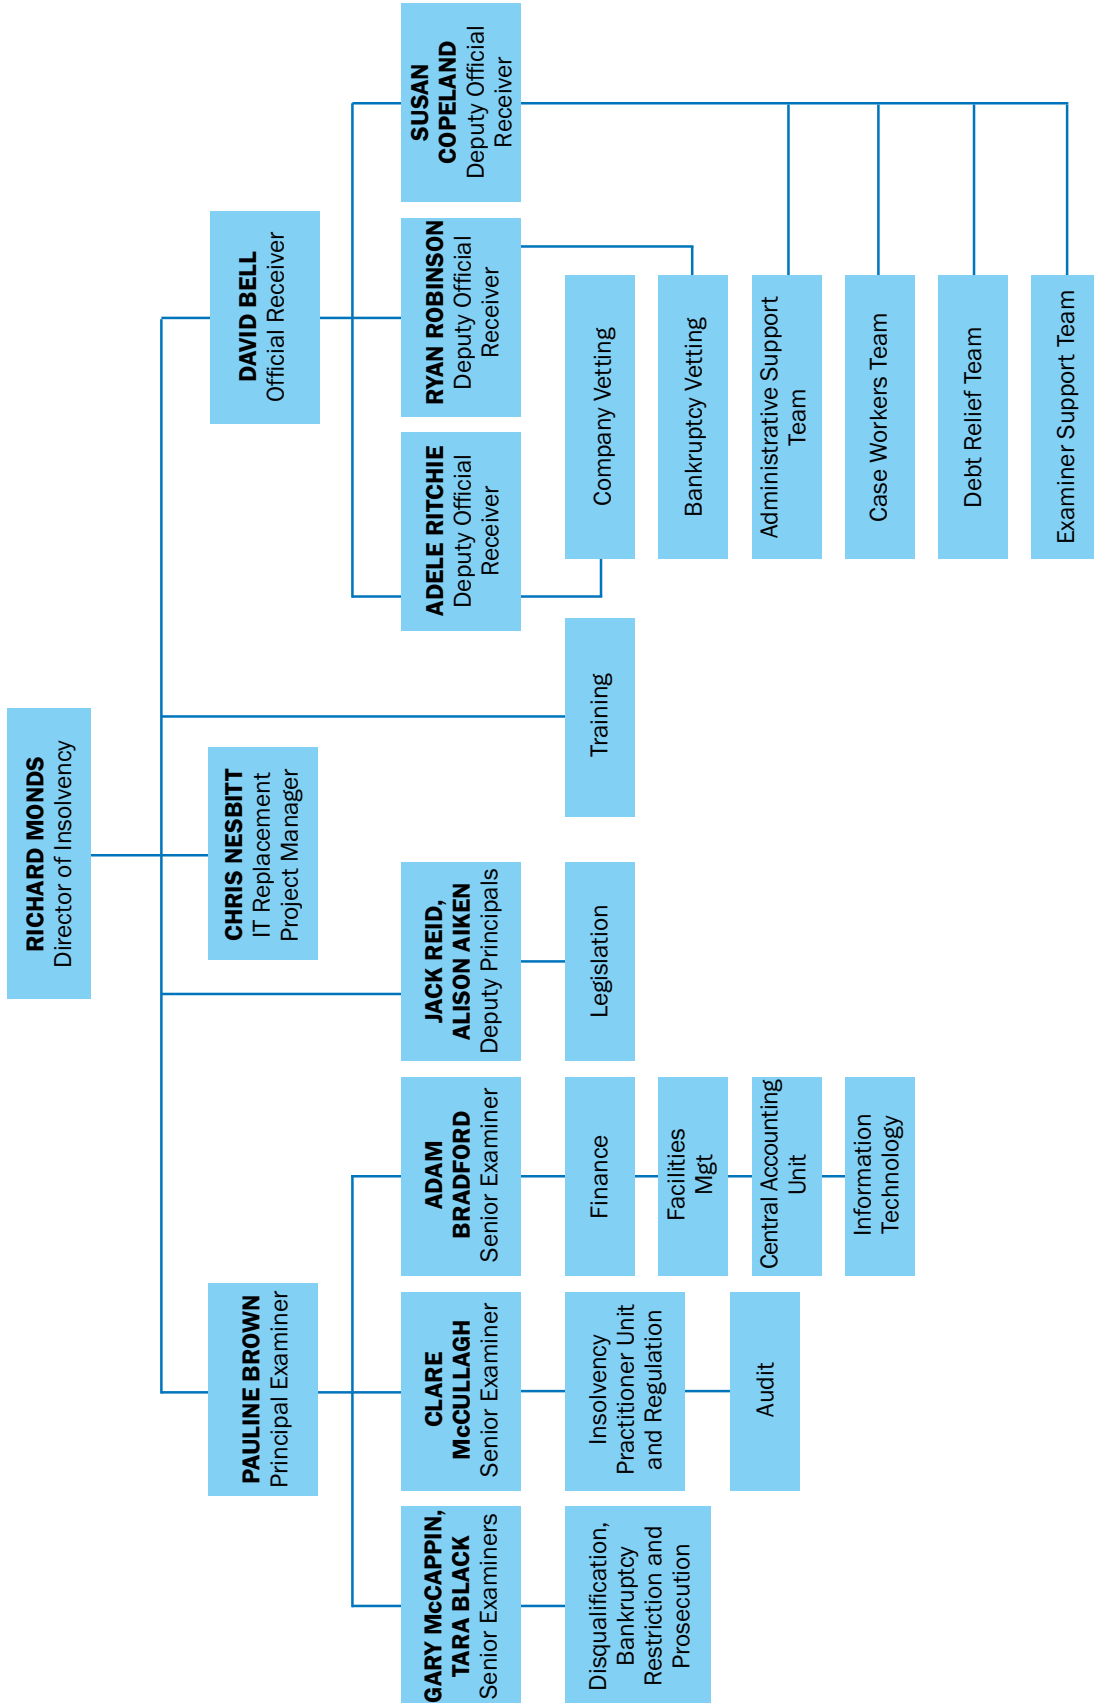 RICHARD MONDS
Director of Insolvency
PAULINE BROWN
Principal Examiner
CHRIS NESBITT
IT Replacement
Project Manager
DAVID BELL
Official Receiver
GARY McCAPPIN,
TARA BLACK
Senior Examiners
CLARE
McCULLAGH
Senior Examiner
ADAM
BRADFORD
Senior Examiner
JACK REID,
ALISON AIKEN
Deputy Principals
ADELE RITCHIE
Deputy Official
Receiver
RYAN ROBINSON
Deputy Official
Receiver
SUSAN
COPELAND
Deputy Official
Receiver
Disqualification,
Bankruptcy
Restriction and
Prosecution
Insolvency
Practitioner Unit
and Regulation
Audit
Finance
Facilities
Mgt
Central Accounting
Unit
Information
Technology
Legislation
Training
Company Vetting
Bankruptcy Vetting
Administrative Support
Team
Case Workers Team
Debt Relief Team
Examiner Support Team